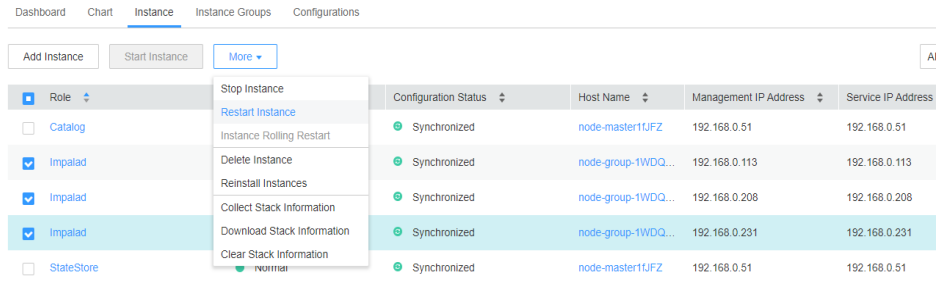 Dashboard Chart Instance Instance Groups Configurations
Add Instance Start Instance More
Stop Instance
Restart Instance
Instance Rolling Restart
Delete Instance
Reinstall Instances
Collect Stack Information
Download Stack Information
Clear Stack Information
Role Configuration Status Host Name Management IP Address Service IP Address
Catalog Synchronized node-master1fJFZ 192.168.0.51 192.168.0.51
Impalad Synchronized node-group-1WDQ... 192.168.0.113 192.168.0.113
Impalad Synchronized node-group-1WDQ... 192.168.0.208 192.168.0.208
Impalad Synchronized node-group-1WDQ... 192.168.0.231 192.168.0.231
StateStore Normal Synchronized node-master1fJFZ 192.168.0.51 192.168.0.51